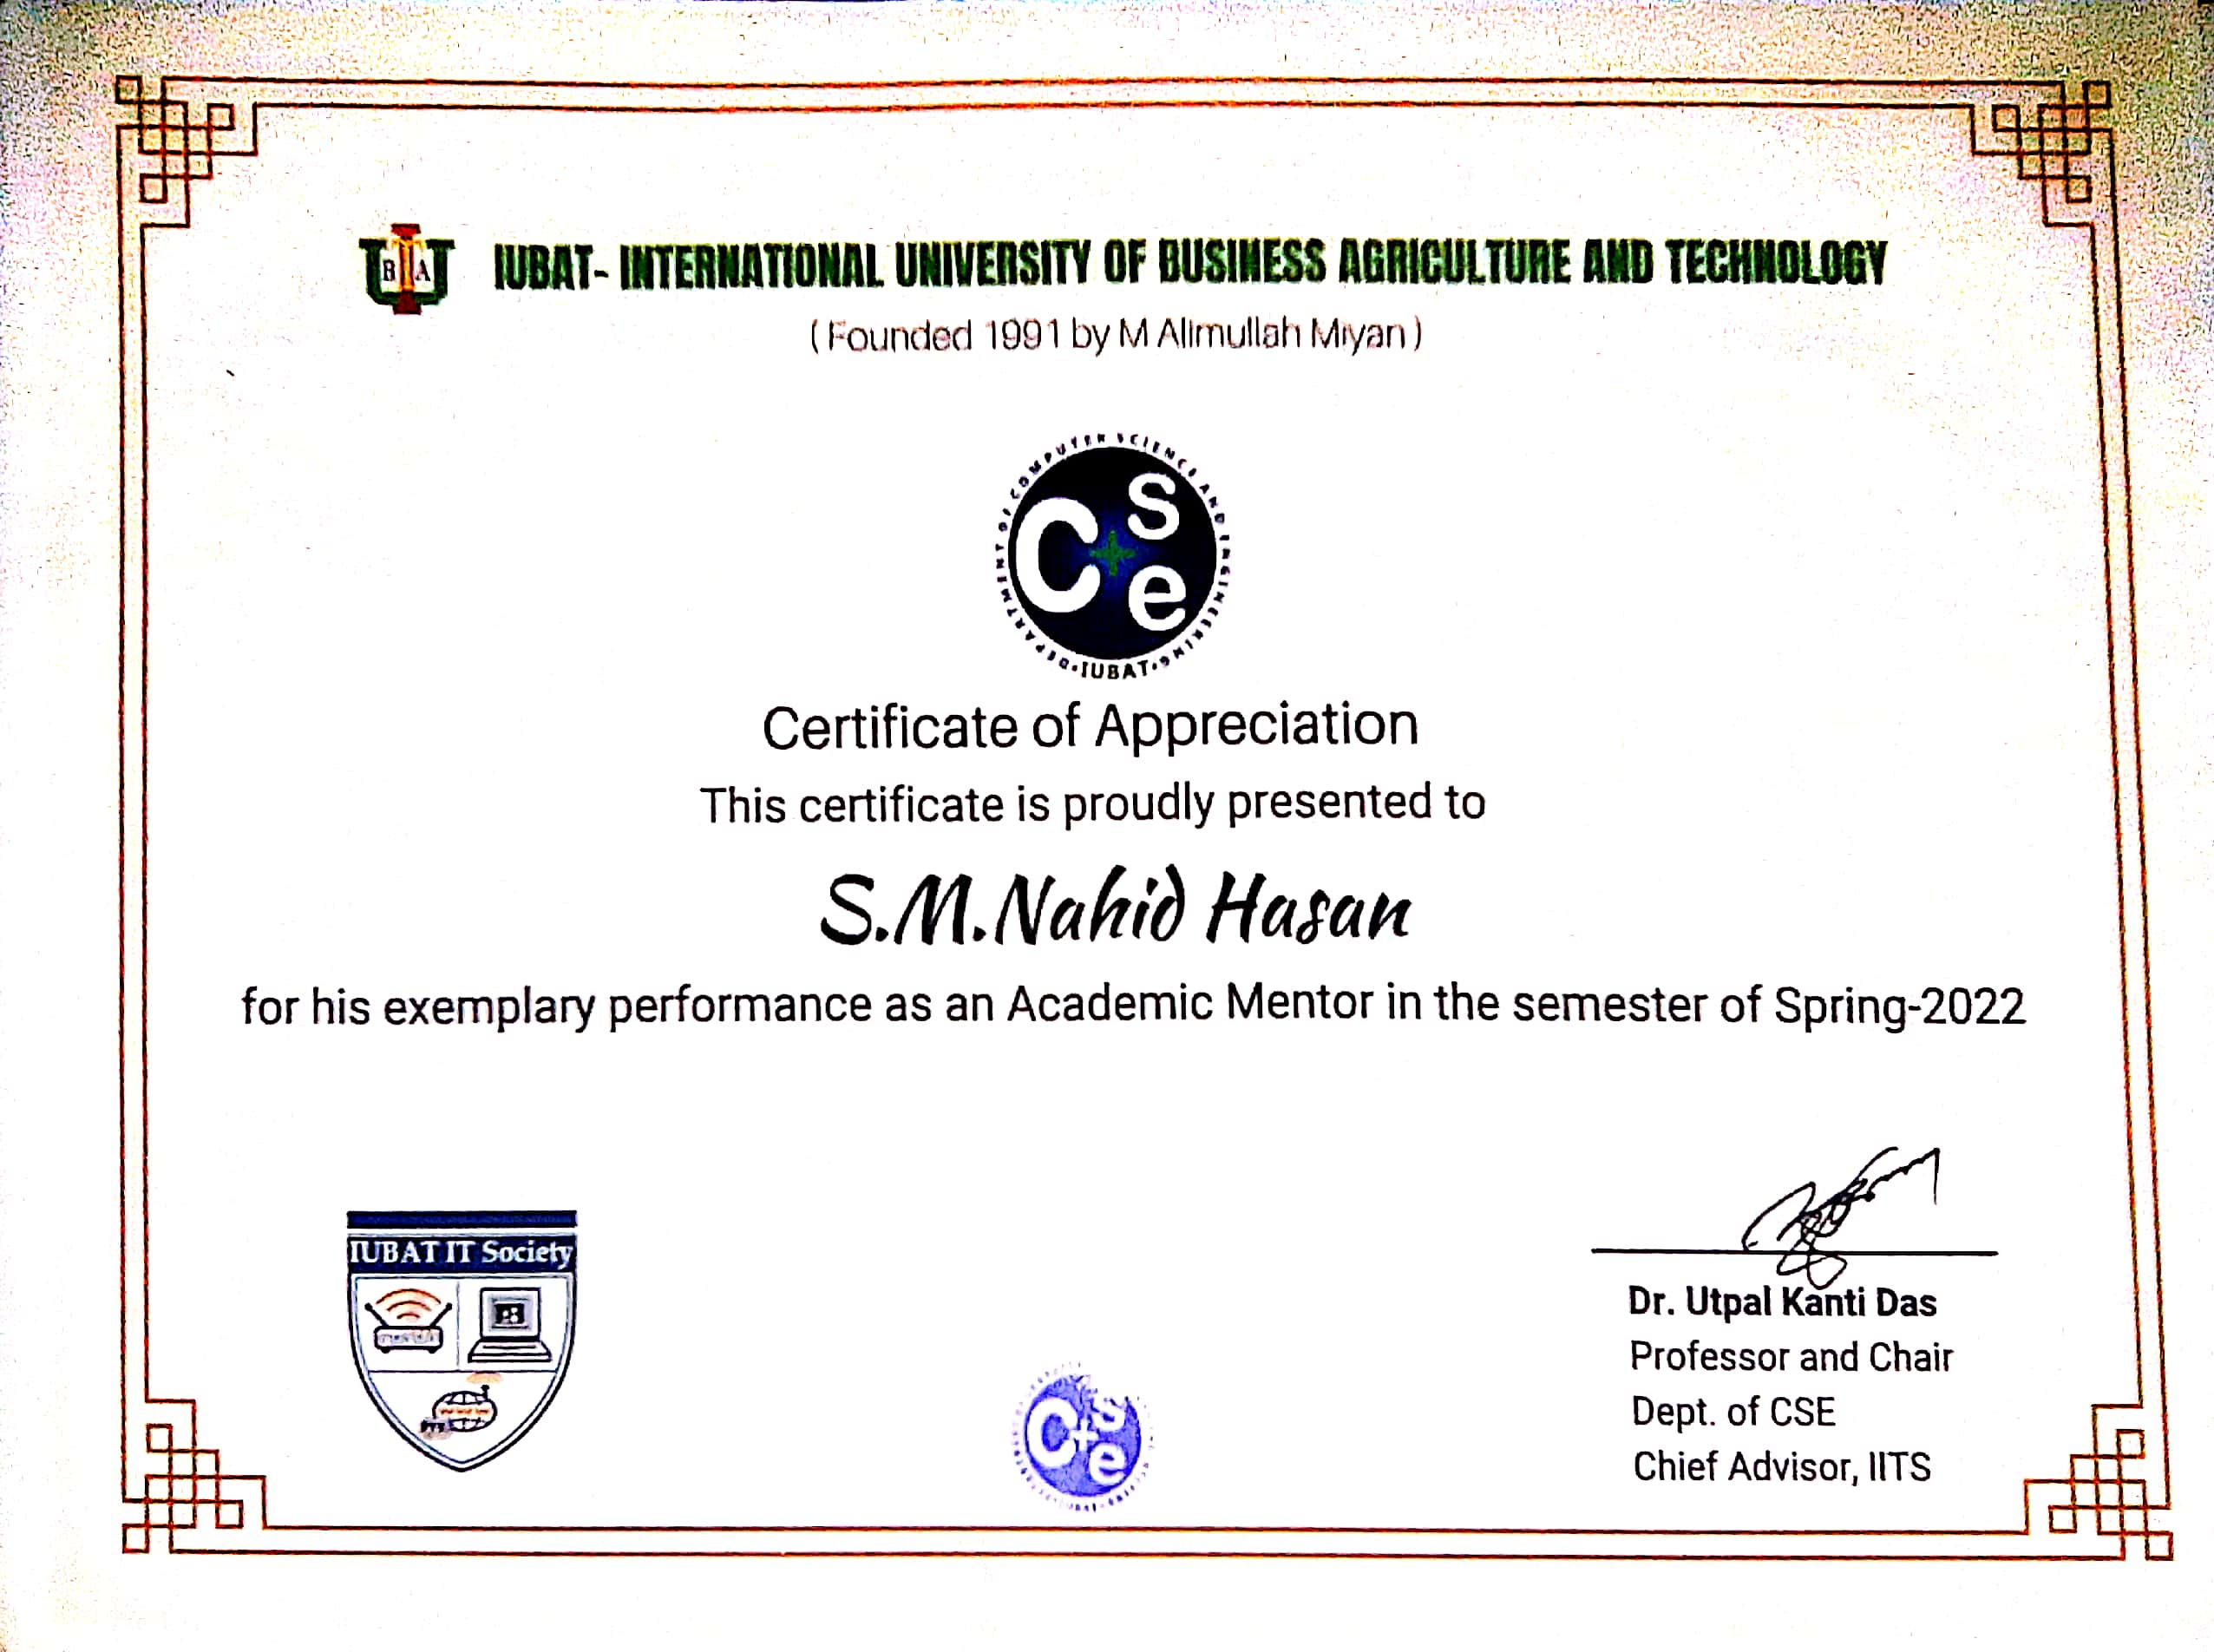 IUBAT- INTERNATIONAL UNIVERSITY OF BUSINESS AGRICULTURE AND TECHNOLOGY
( Founded 1991 by M Alimullah Miyan )
DEPARTMENT OF COMPUTER SCIENCE AND ENGINEERING
Cse
•IUBAT•
Certificate of Appreciation
This certificate is proudly presented to
S.M.Nahid Hasan
for his exemplary performance as an Academic Mentor in the semester of Spring-2022
IUBAT IT Society
Cse
Dr. Utpal Kanti Das
Professor and Chair
Dept. of CSE
Chief Advisor, IITS